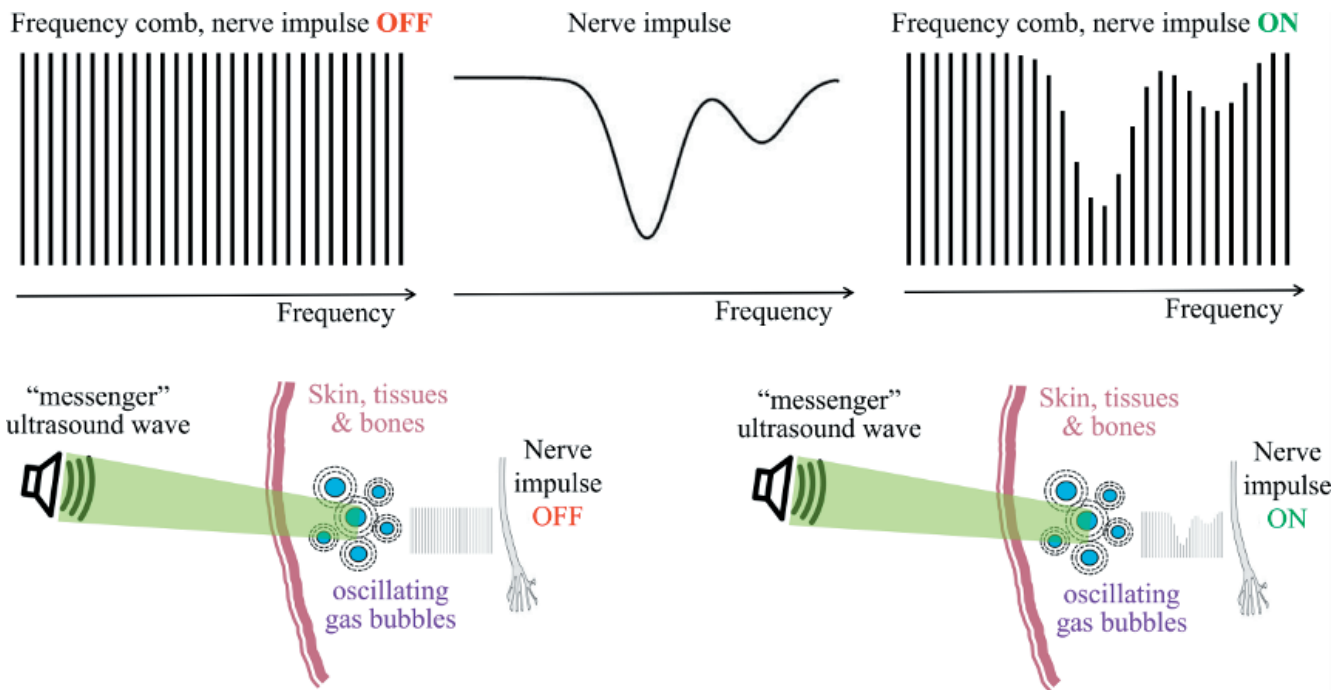 Frequency comb, nerve impulse OFF
Nerve impulse
Frequency comb, nerve impulse ON
Frequency
Frequency
Frequency
“messenger”
ultrasound wave
Skin, tissues
& bones
Nerve
impulse
OFF
oscillating
gas bubbles
“messenger”
ultrasound wave
Skin, tissues
& bones
Nerve
impulse
ON
oscillating
gas bubbles